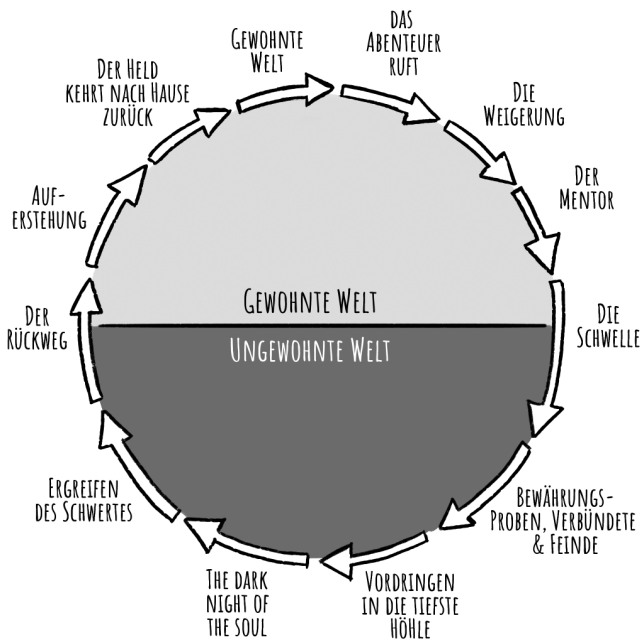 GEWOHNTE
WELT
DAS
ABENTEUER
RUFT
DIE
WEIGERUNG
DER
MENTOR
DIE
SCHWELLE
BEWÄHRUNGS-
PROBEN, VERBÜNDETE
& FEINDE
VORDRINGEN
IN DIE TIEFSTE
HÖHLE
THE DARK
NIGHT OF
THE SOUL
ERGREIFEN
DES SCHWERTES
DER
RÜCKWEG
AUF-
ERSTEHUNG
DER HELD
KEHRT NACH HAUSE
ZURÜCK
GEWOHNTE WELT
UNGEWOHNTE WELT